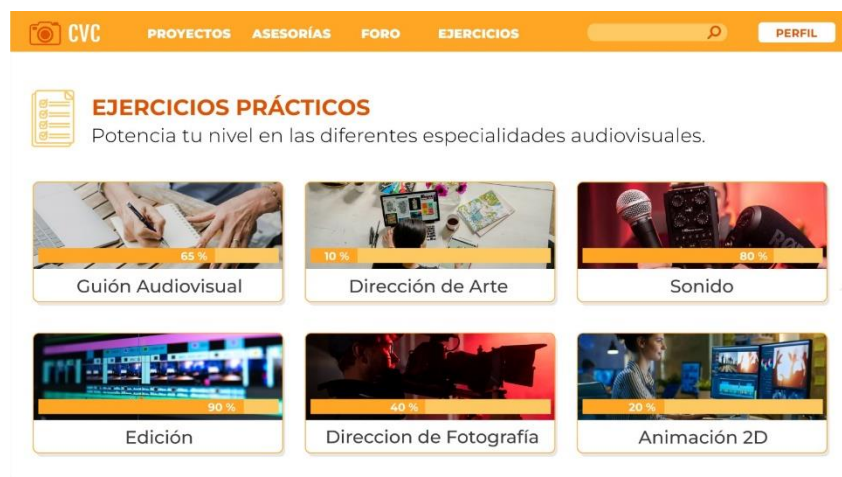 CVC PROYECTOS ASESORÍAS FORO EJERCICIOS PERFIL
EJERCICIOS PRÁCTICOS
Potencia tu nivel en las diferentes especialidades audiovisuales.
65 % 10 % 80 %
Guión Audiovisual Dirección de Arte Sonido
90 % 40 % 20 %
Edición Direccion de Fotografía Animación 2D